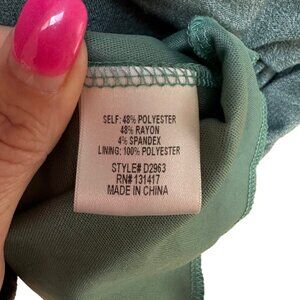 SELF: 48% POLYESTER
48% RAYON
4% SPANDEX
LINING: 100% POLYESTER
STYLE# D2963
RN# 131417
MADE IN CHINA